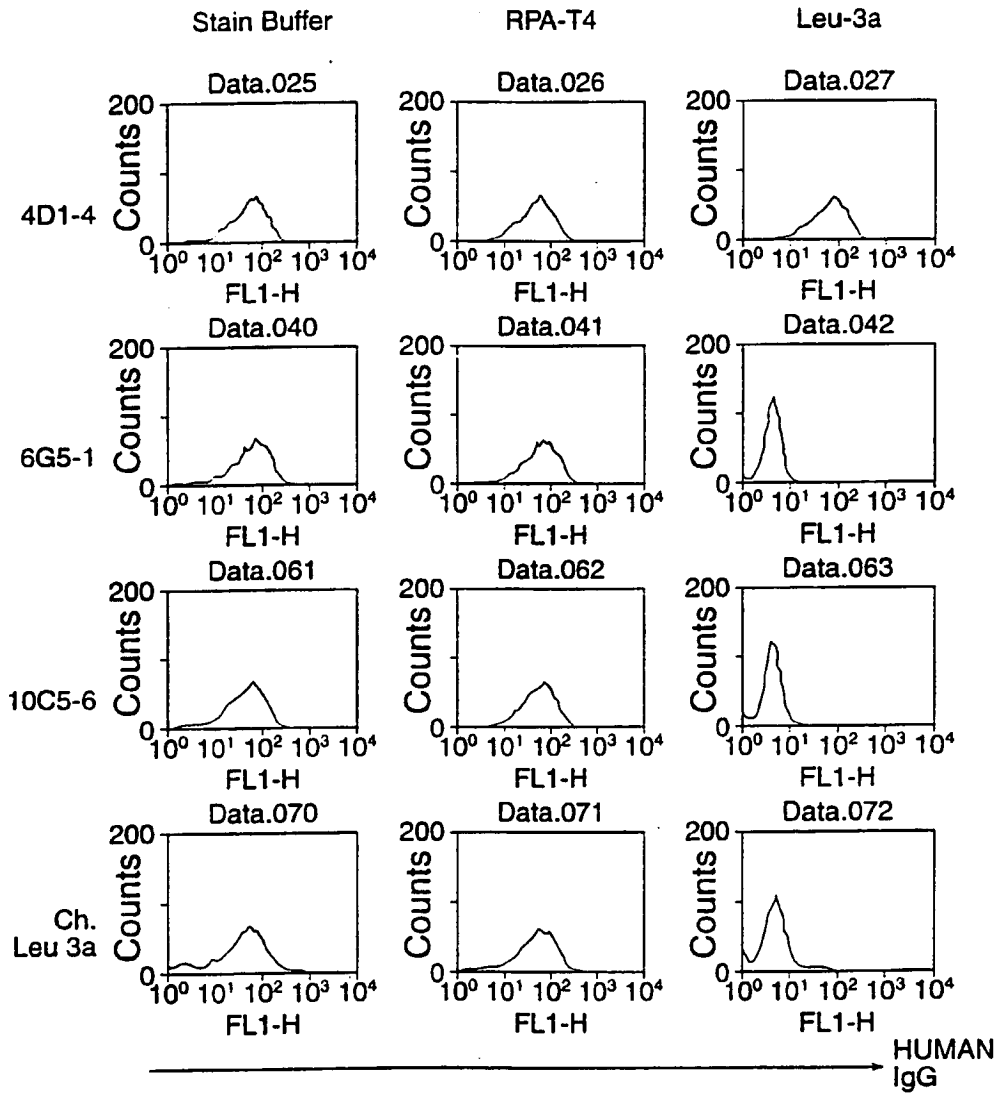 Stain Buffer RPA-T4 Leu-3a
Data.025 Data.026 Data.027
200 200 200
4D1-4 Counts Counts Counts
0 0 0
10⁰ 10¹ 10² 10³ 10⁴ 10⁰ 10¹ 10² 10³ 10⁴ 10⁰ 10¹ 10² 10³ 10⁴
FL1-H FL1-H FL1-H
Data.040 Data.041 Data.042
200 200 200
6G5-1 Counts Counts Counts
0 0 0
10⁰ 10¹ 10² 10³ 10⁴ 10⁰ 10¹ 10² 10³ 10⁴ 10⁰ 10¹ 10² 10³ 10⁴
FL1-H FL1-H FL1-H
Data.061 Data.062 Data.063
200 200 200
10C5-6 Counts Counts Counts
0 0 0
10⁰ 10¹ 10² 10³ 10⁴ 10⁰ 10¹ 10² 10³ 10⁴ 10⁰ 10¹ 10² 10³ 10⁴
FL1-H FL1-H FL1-H
Data.070 Data.071 Data.072
200 200 200
Ch.
Leu 3a Counts Counts Counts
0 0 0
10⁰ 10¹ 10² 10³ 10⁴ 10⁰ 10¹ 10² 10³ 10⁴ 10⁰ 10¹ 10² 10³ 10⁴
FL1-H FL1-H FL1-H
HUMAN
IgG